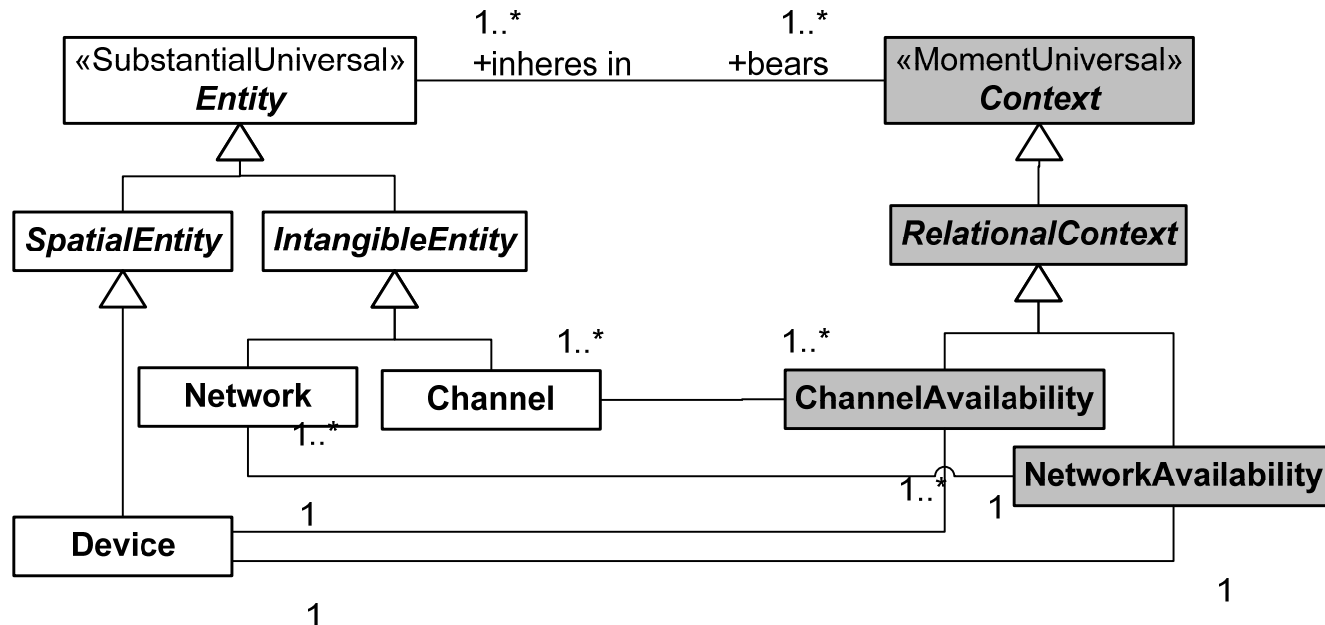 1..*
1..*
«SubstantialUniversal»
Entity
+inheres in
+bears
«MomentUniversal»
Context
SpatialEntity
IntangibleEntity
RelationalContext
1..*
1..*
Network
Channel
ChannelAvailability
1..*
NetworkAvailability
1..*
1
1
Device
1
1